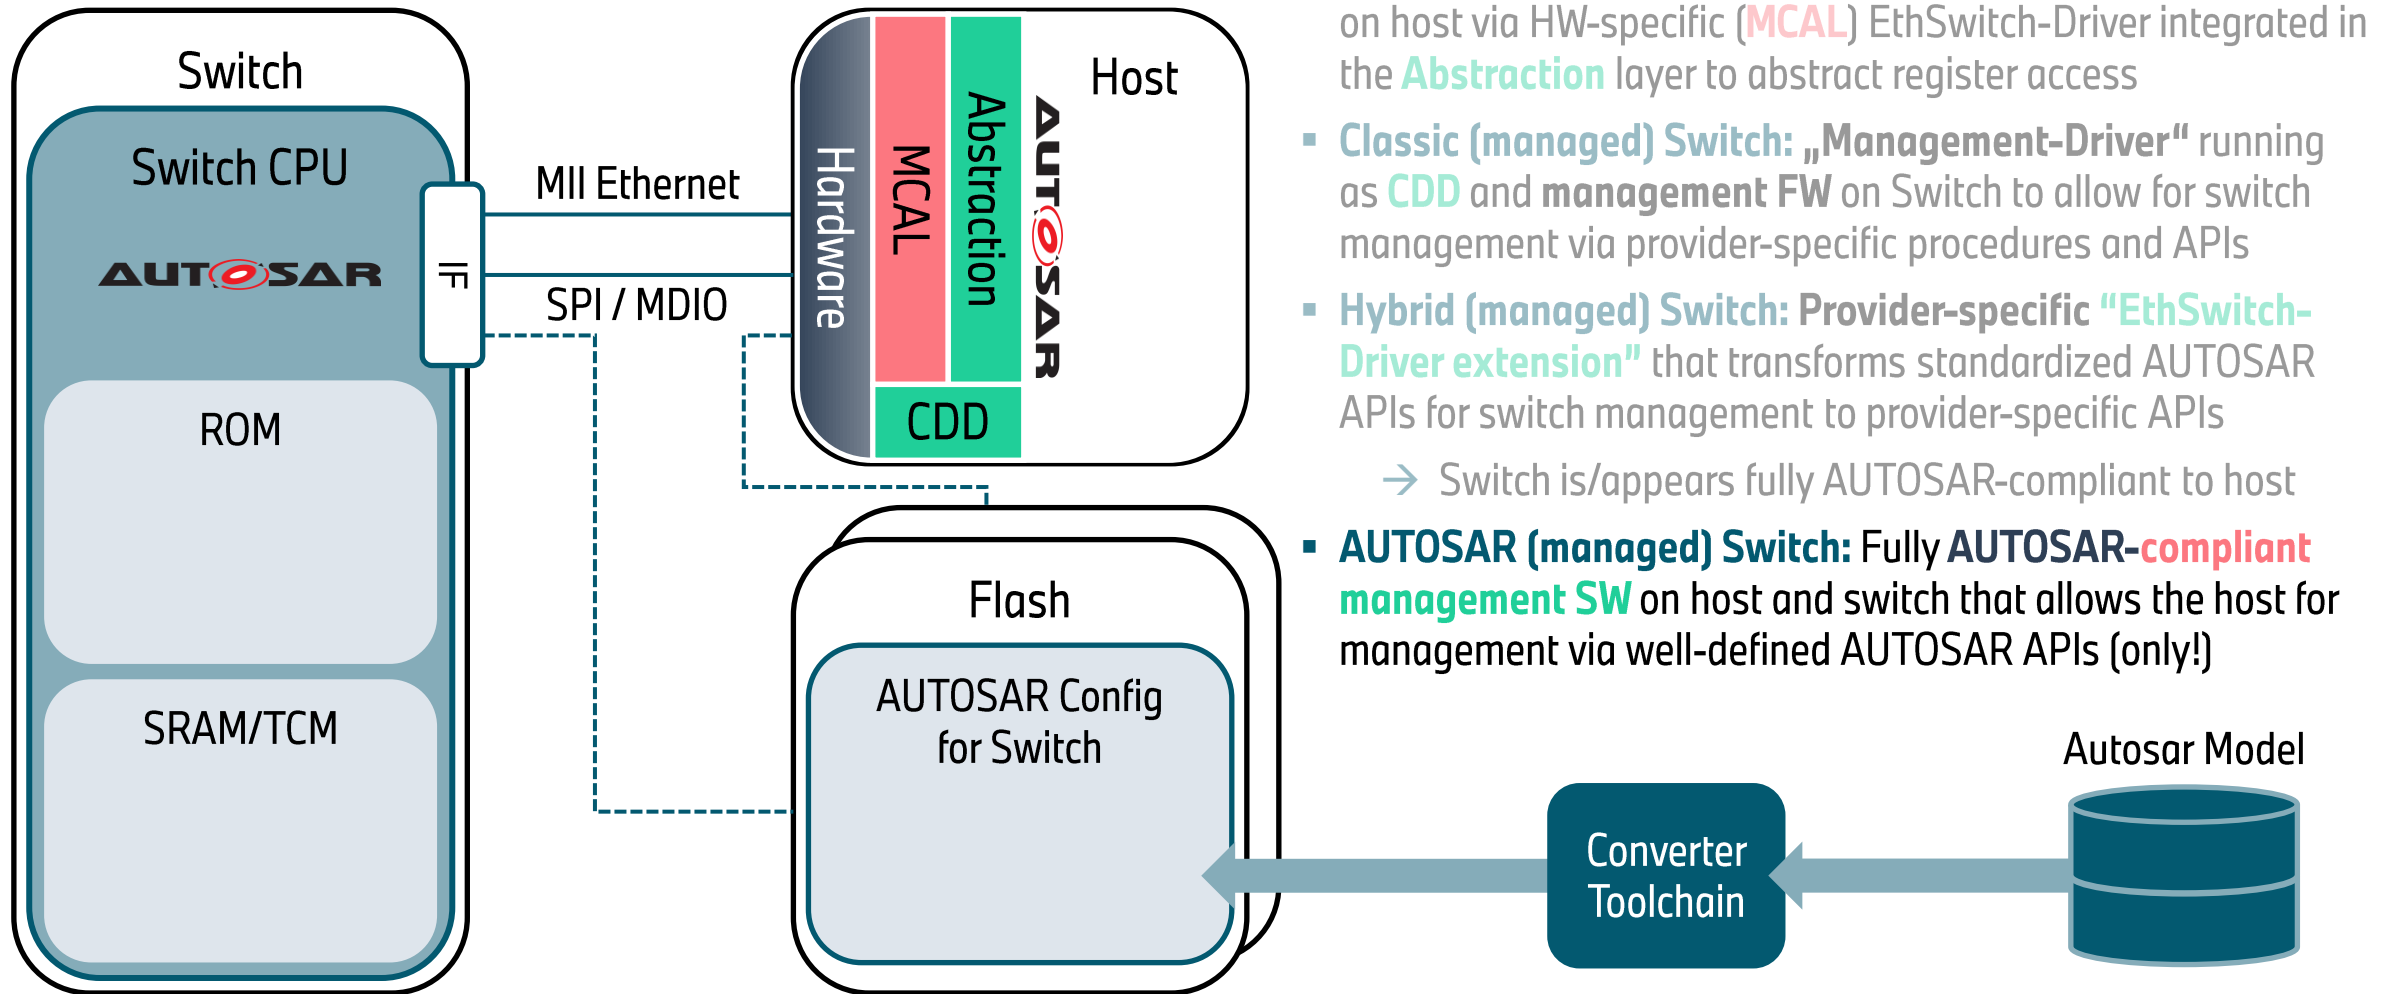 Switch
Switch CPU
AUTOSAR
IF
ROM
SRAM/TCM
MII Ethernet
SPI / MDIO
Host
Hardware
MCAL
Abstraction
AUTOSAR
CDD
Flash
AUTOSAR Config
for Switch
on host via HW-specific (MCAL) EthSwitch-Driver integrated in
the Abstraction layer to abstract register access
▪ Classic (managed) Switch: „Management-Driver“ running
as CDD and management FW on Switch to allow for switch
management via provider-specific procedures and APIs
▪ Hybrid (managed) Switch: Provider-specific “EthSwitch-
Driver extension” that transforms standardized AUTOSAR
APIs for switch management to provider-specific APIs
→ Switch is/appears fully AUTOSAR-compliant to host
▪ AUTOSAR (managed) Switch: Fully AUTOSAR-compliant
management SW on host and switch that allows the host for
management via well-defined AUTOSAR APIs (only!)
Autosar Model
Converter
Toolchain